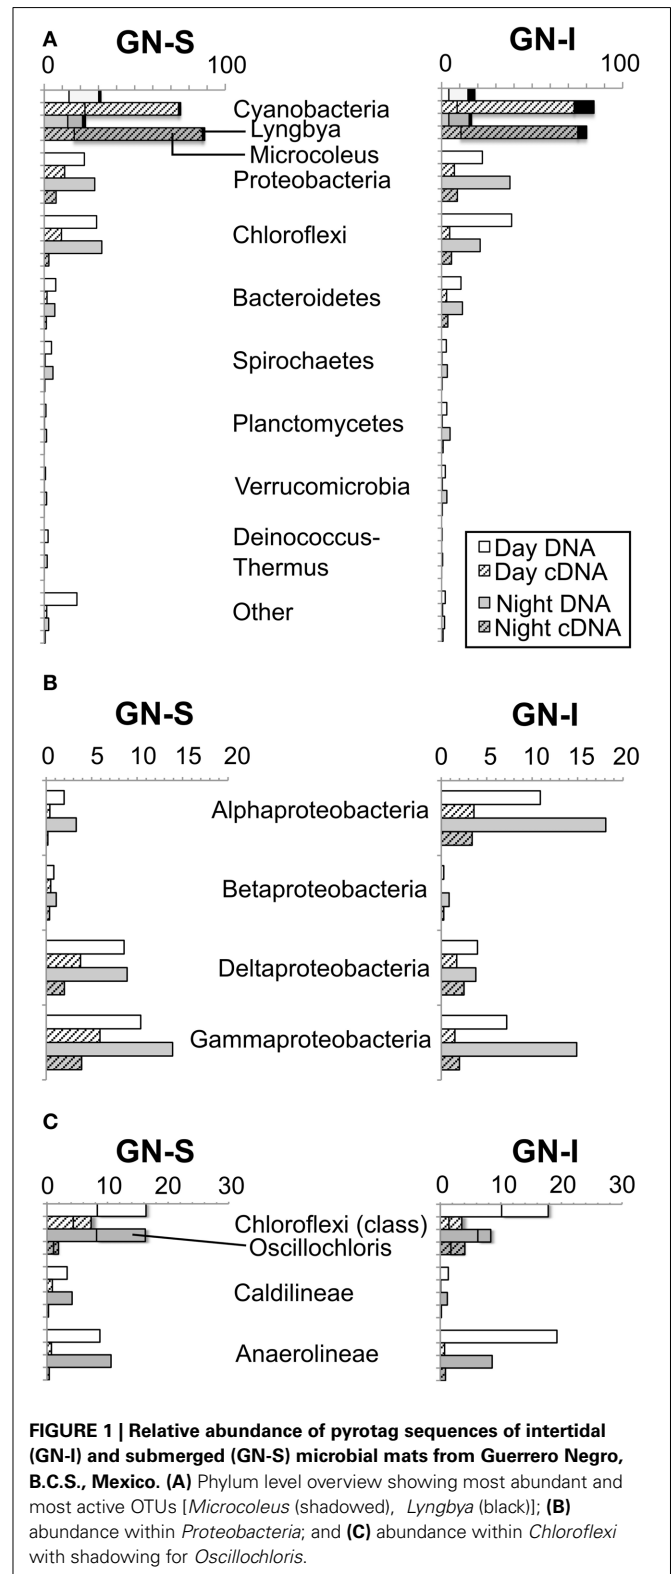 A
GN-S GN-I
0 100 0 100
Cyanobacteria
Lyngbya
Microcoleus
Proteobacteria
Chloroflexi
Bacteroidetes
Spirochaetes
Planctomycetes
Verrucomicrobia
Deinococcus-
Thermus
Other
Day DNA
Day cDNA
Night DNA
Night cDNA
B
GN-S GN-I
0 5 10 15 20 0 5 10 15 20
Alphaproteobacteria
Betaproteobacteria
Deltaproteobacteria
Gammaproteobacteria
C
GN-S GN-I
0 10 20 30 0 10 20 30
Chloroflexi (class)
Oscillochloris
Caldilineae
Anaerolineae
FIGURE 1 | Relative abundance of pyrotag sequences of intertidal
(GN-I) and submerged (GN-S) microbial mats from Guerrero Negro,
B.C.S., Mexico. (A) Phylum level overview showing most abundant and
most active OTUs [Microcoleus (shadowed), Lyngbya (black)]; (B)
abundance within Proteobacteria; and (C) abundance within Chloroflexi
with shadowing for Oscillochloris.